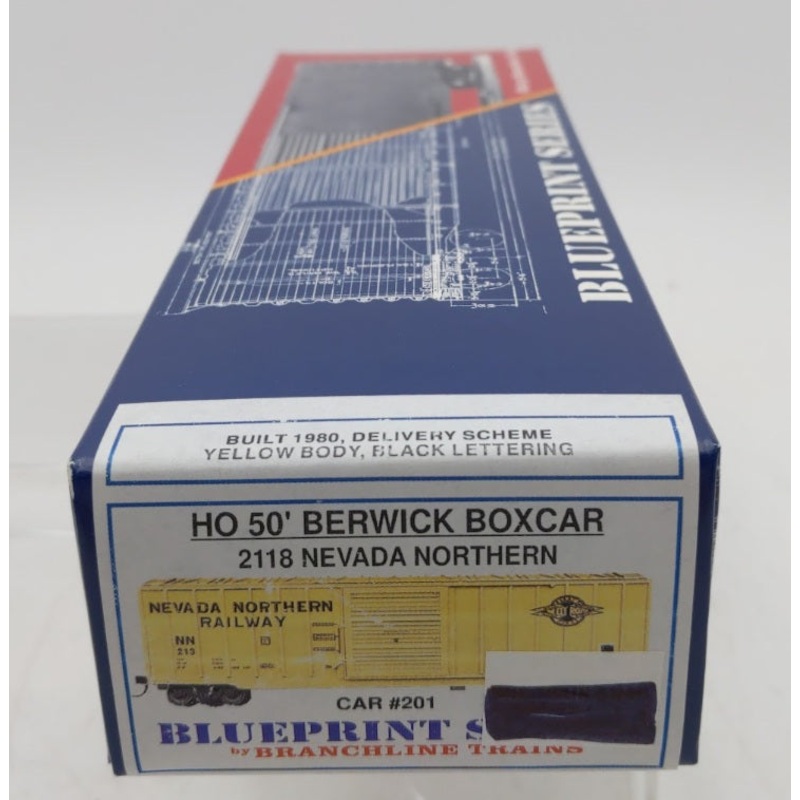 BLUEPRINT SERIES
BUILT 1980, DELIVERY SCHEME
YELLOW BODY, BLACK LETTERING
HO 50' BERWICK BOXCAR
2118 NEVADA NORTHERN
NEVADA NORTHERN
RAILWAY
NN
213
CAR #201
BLUEPRINT S
by BRANCHLINE TRAINS